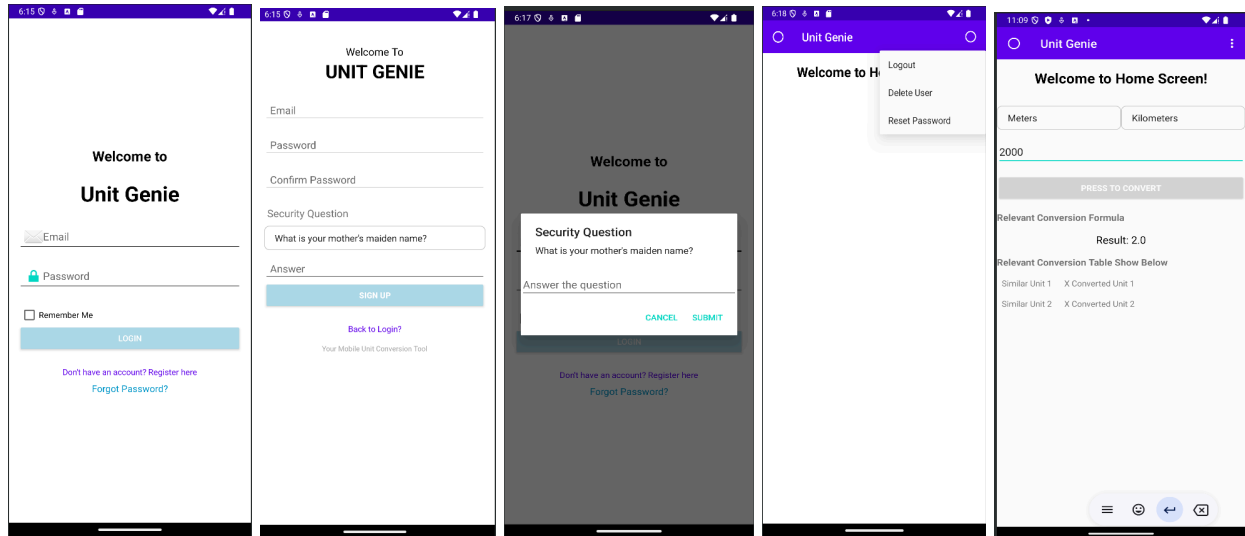 6:15
Welcome to
Unit Genie
Email
Password
Remember Me
LOGIN
Don't have an account? Register here
Forgot Password?
6:15
Welcome To
UNIT GENIE
Email
Password
Confirm Password
Security Question
What is your mother's maiden name?
Answer
SIGN UP
Back to Login?
Your Mobile Unit Conversion Tool
6:17
Welcome to
Unit Genie
Security Question
What is your mother's maiden name?
Answer the question
CANCEL SUBMIT
LOGIN
Don't have an account? Register here
Forgot Password?
6:18
Unit Genie
Welcome to H
Logout
Delete User
Reset Password
11:09
Unit Genie
Welcome to Home Screen!
Meters Kilometers
2000
PRESS TO CONVERT
Relevant Conversion Formula
Result: 2.0
Relevant Conversion Table Show Below
Similar Unit 1 X Converted Unit 1
Similar Unit 2 X Converted Unit 2